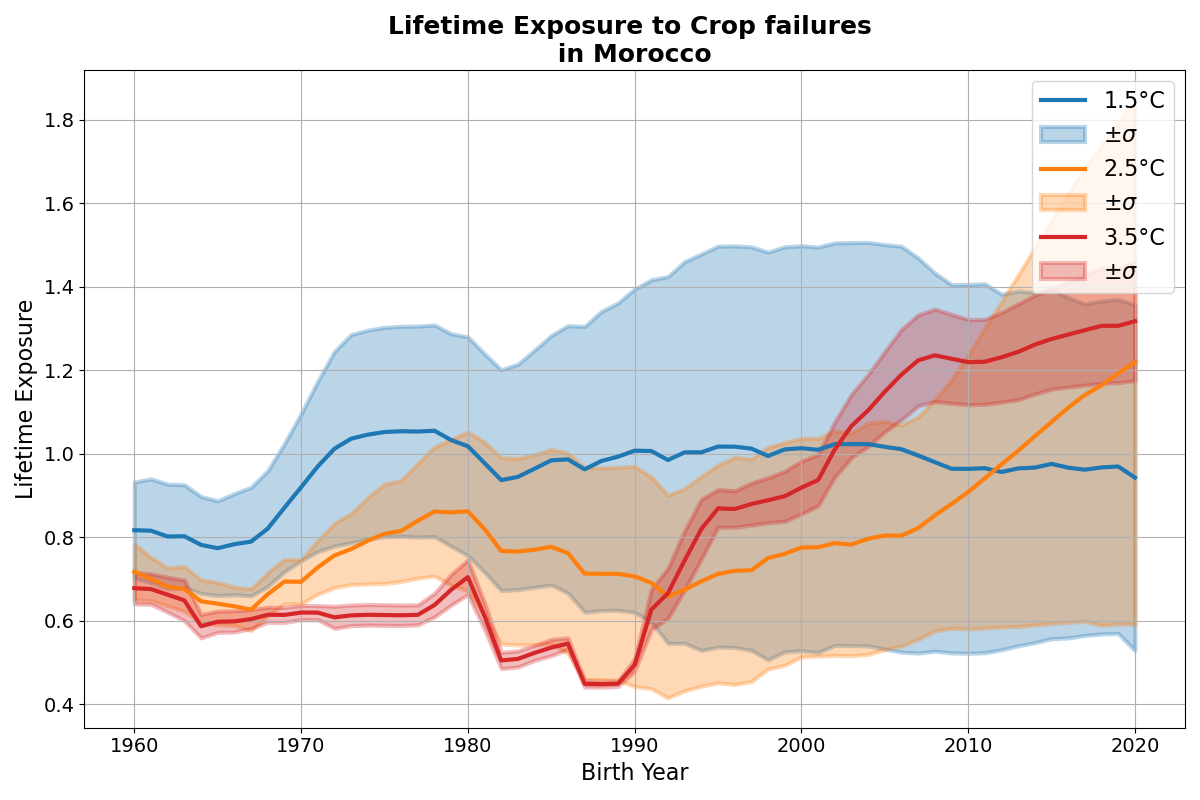 Lifetime Exposure to Crop failures
in Morocco
Lifetime Exposure
1.8
1.6
1.4
1.2
1.0
0.8
0.6
0.4
1.5°C
±σ
2.5°C
±σ
3.5°C
±σ
1960 1970 1980 1990 2000 2010 2020
Birth Year